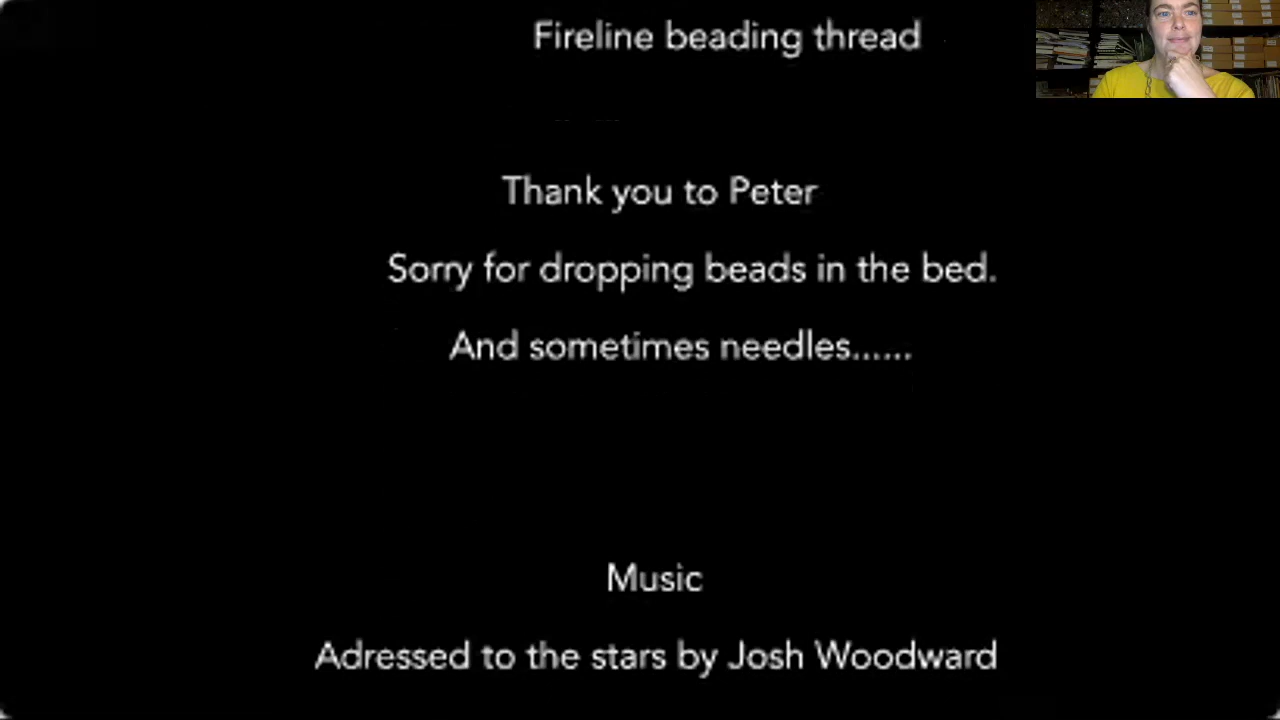 Fireline beading thread
Thank you to Peter
Sorry for dropping beads in the bed.
And sometimes needles......
Music
Adressed to the stars by Josh Woodward